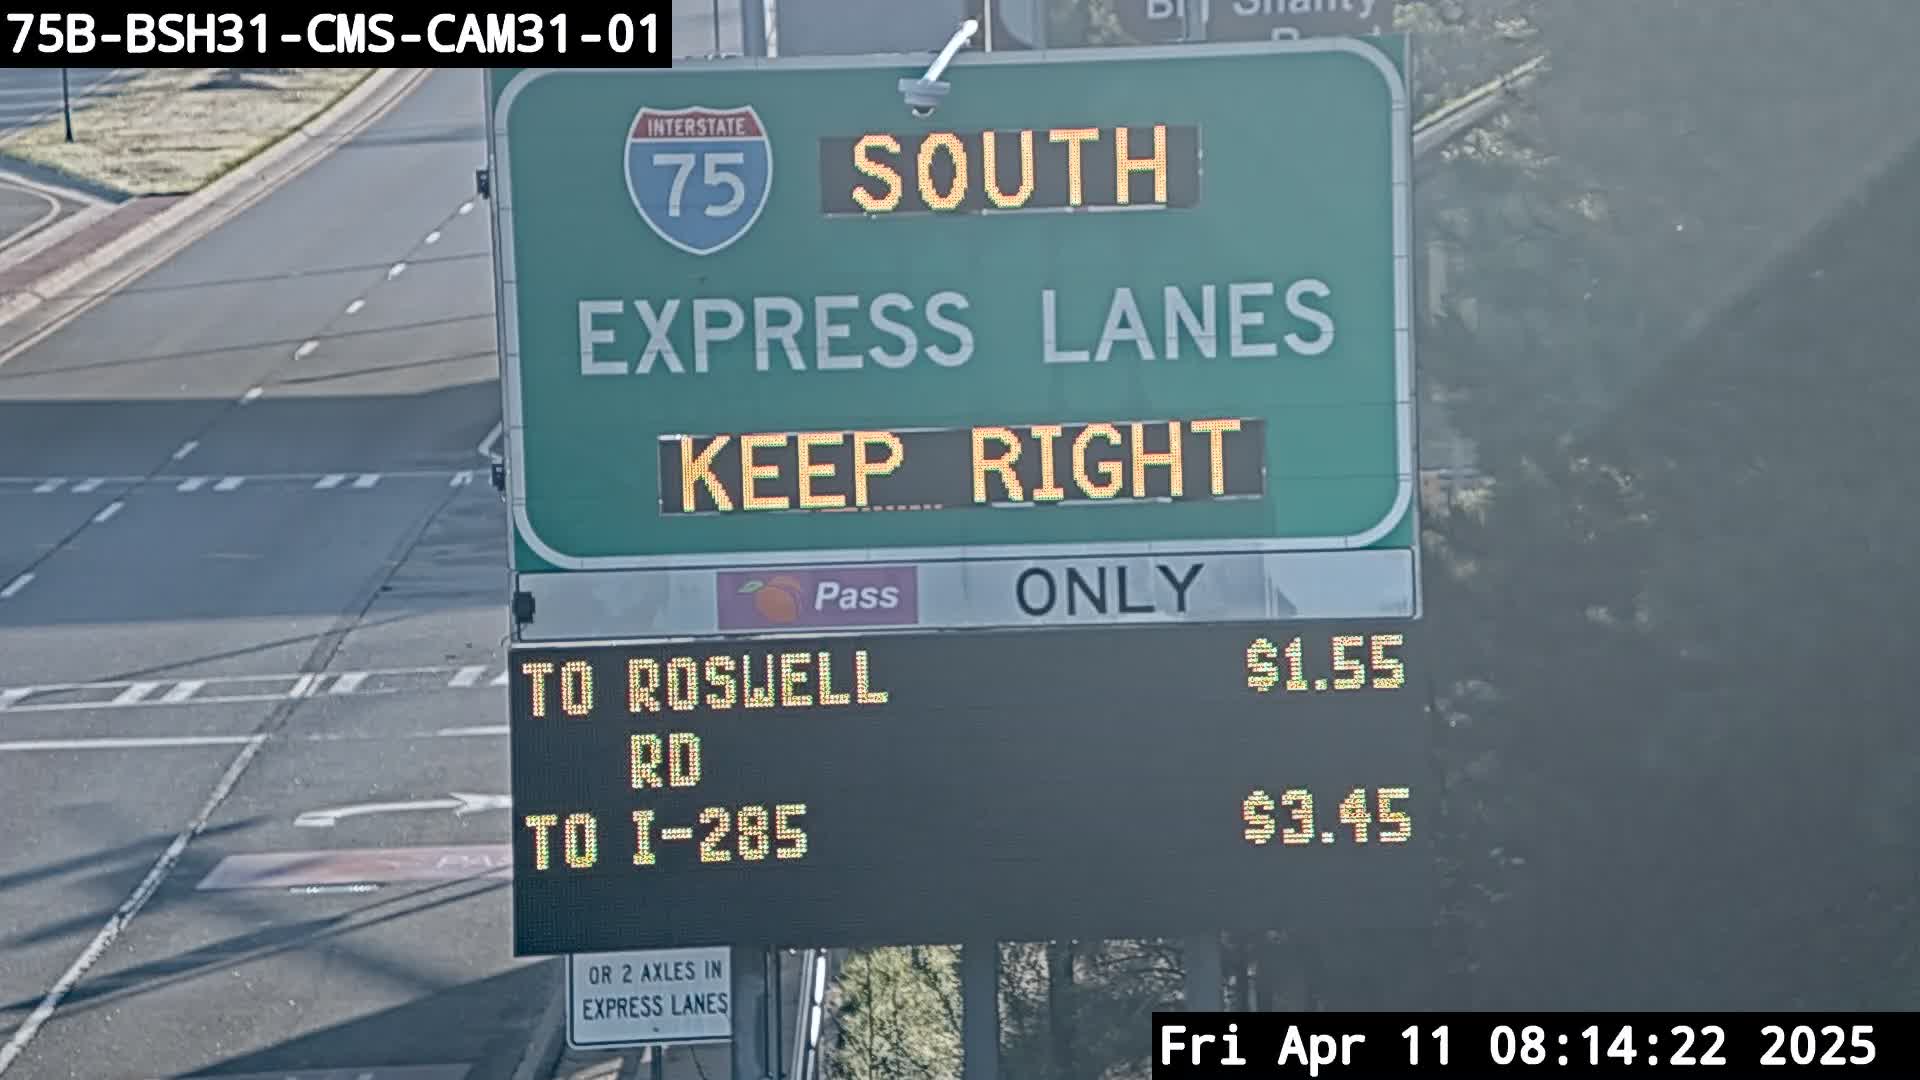 75B-BSH31-CMS-CAM31-01
Shanty
INTERSTATE
75
SOUTH
EXPRESS LANES
KEEP RIGHT
Pass ONLY
TO ROSWELL $1.55
RD
TO I-285 $3.45
OR 2 AXLES IN
EXPRESS LANES
Fri Apr 11 08:14:22 2025